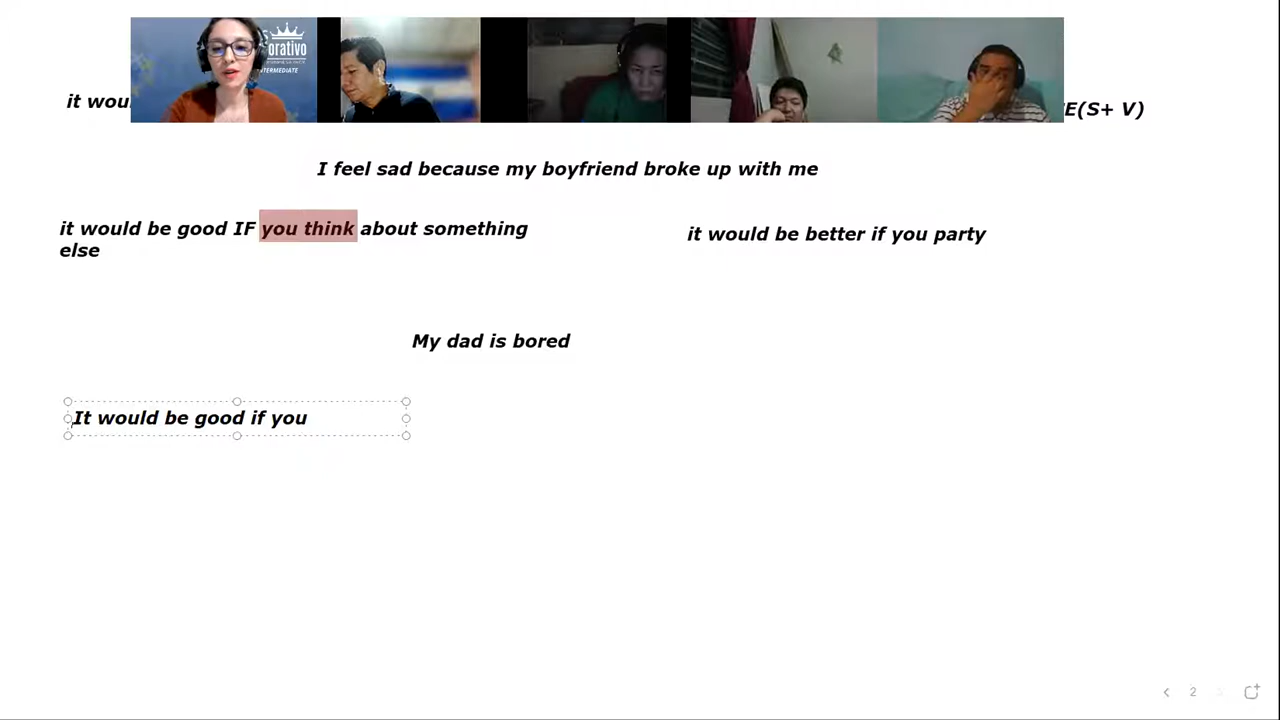 orativo
it wou
E(S+ V)
I feel sad because my boyfriend broke up with me
it would be good IF you think about something
else
it would be better if you party
My dad is bored
It would be good if you
2